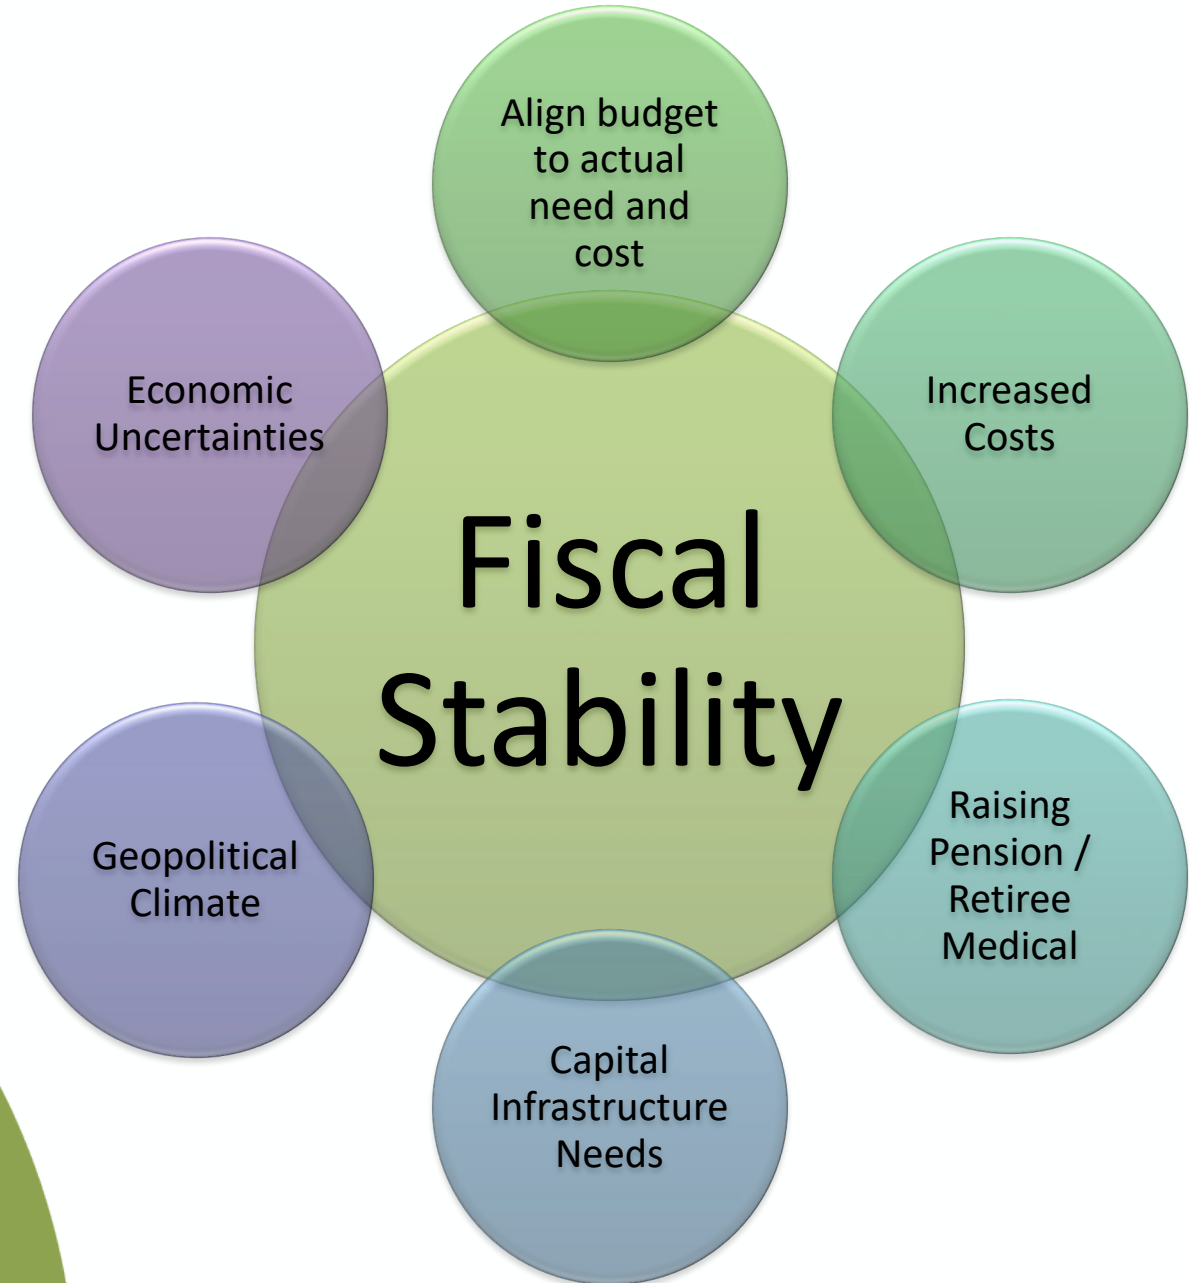 Align budget
to actual
need and
cost
Increased
Costs
Raising
Pension /
Retiree
Medical
Capital
Infrastructure
Needs
Geopolitical
Climate
Economic
Uncertainties
Fiscal
Stability